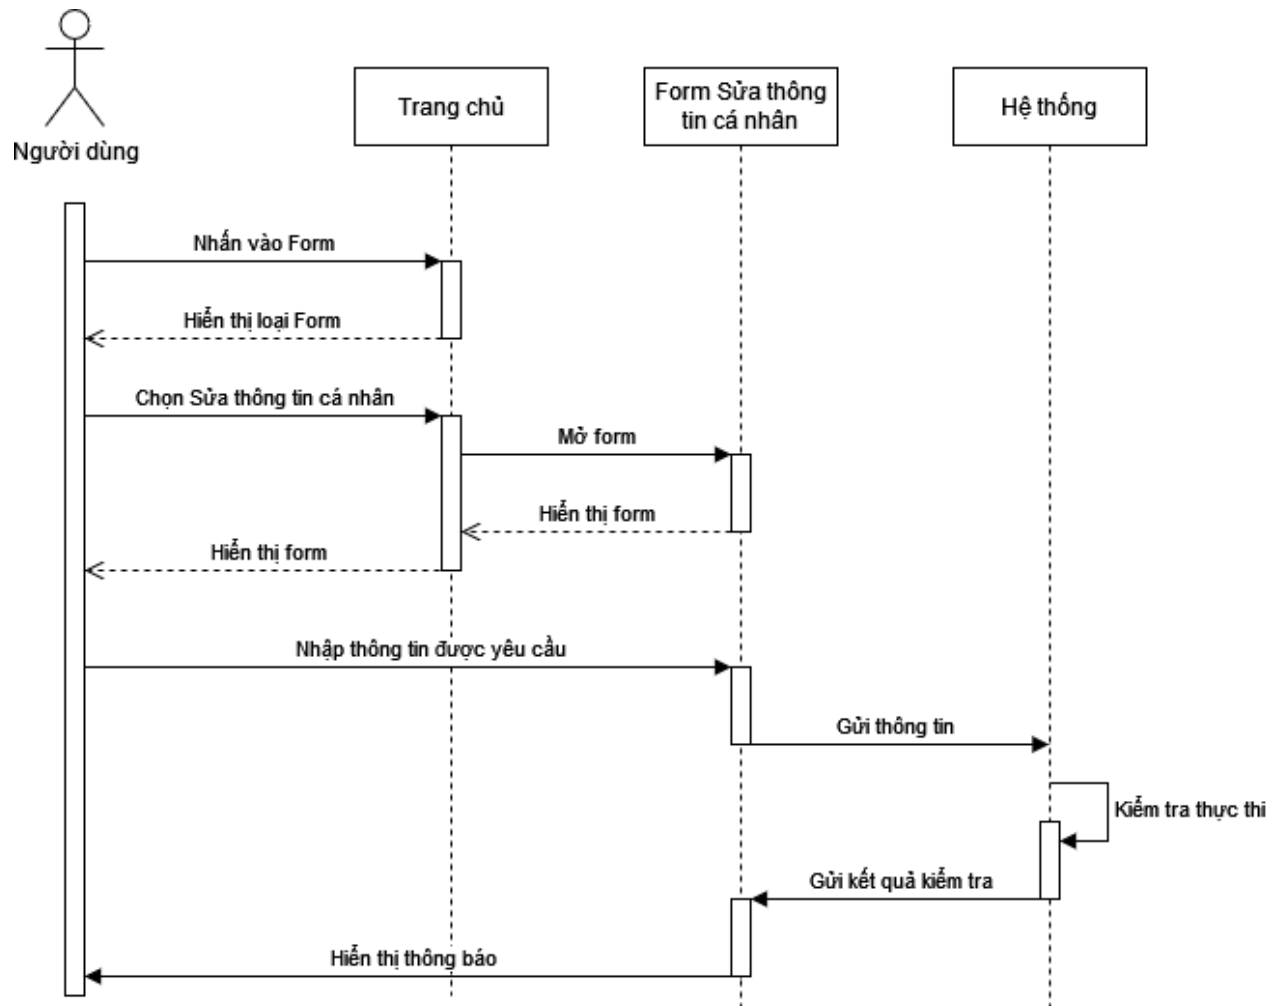 Người dùng
Trang chủ
Form Sửa thông
tin cá nhân
Hệ thống
Nhấn vào Form
Hiển thị loại Form
Chọn Sửa thông tin cá nhân
Mở form
Hiển thị form
Hiển thị form
Nhập thông tin được yêu cầu
Gửi thông tin
Kiểm tra thực thi
Gửi kết quả kiểm tra
Hiển thị thông báo